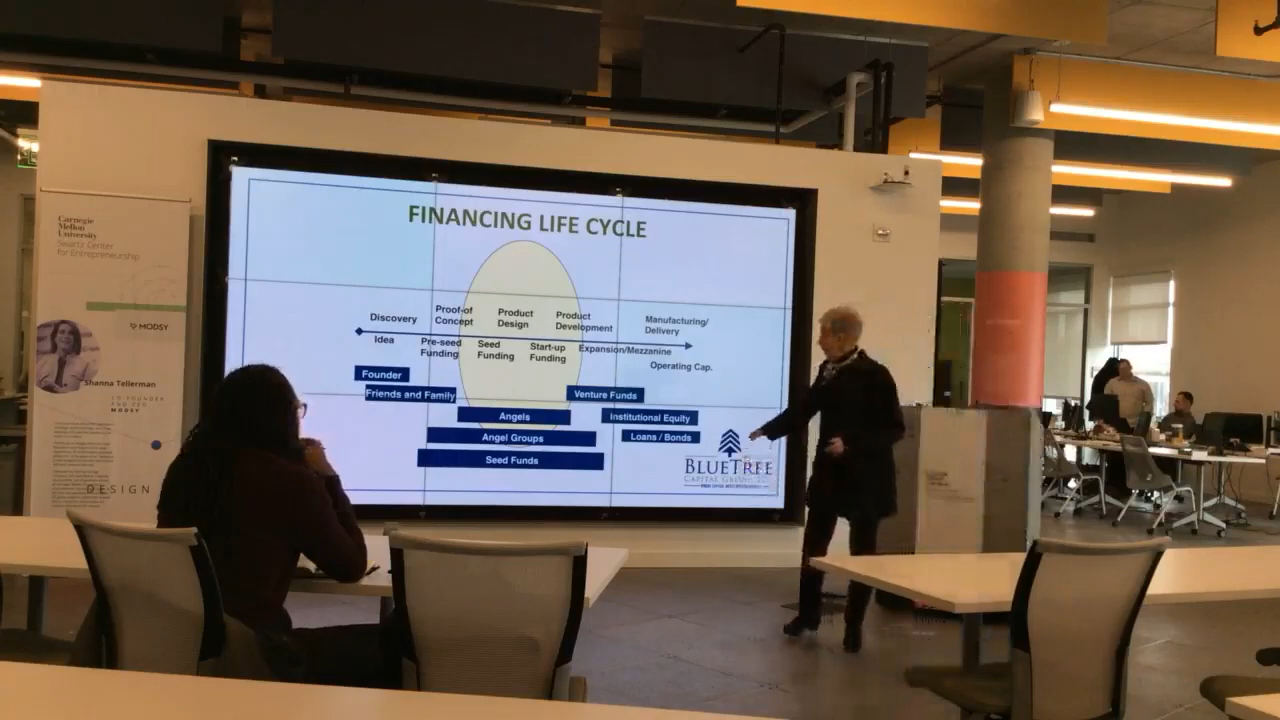 Carnegie
Mellon
University
Swartz Center
for Entrepreneurship
MODSY
Shanna Tellerman
CO-FOUNDER
AND CEO
MODSY
DESIGN
FINANCING LIFE CYCLE
Discovery
Proof-of
Concept
Product
Design
Product
Development
Manufacturing/
Delivery
Idea
Pre-seed
Funding
Seed
Funding
Start-up
Funding
Expansion/Mezzanine
Operating Cap.
Founder
Friends and Family
Venture Funds
Angels
Institutional Equity
Angel Groups
Loans / Bonds
Seed Funds
BLUETREE
CAPITAL GROUP